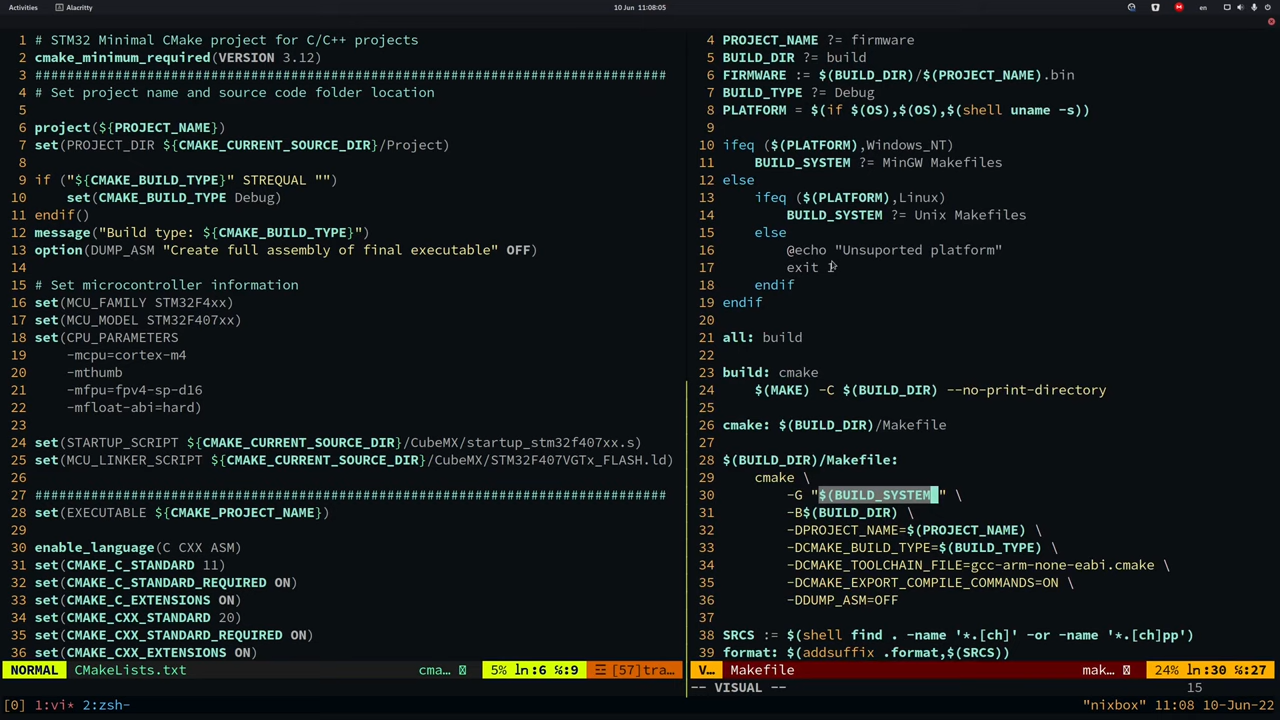 Activities
Alacritty
10 Jun 11:08:05
en
1 # STM32 Minimal CMake project for C/C++ projects
2 cmake_minimum_required(VERSION 3.12)
3 ###############################################################################
4 # Set project name and source code folder location
5
6 project(${PROJECT_NAME})
7 set(PROJECT_DIR ${CMAKE_CURRENT_SOURCE_DIR}/Project)
8
9 if ("${CMAKE_BUILD_TYPE}" STREQUAL "")
10     set(CMAKE_BUILD_TYPE Debug)
11 endif()
12 message("Build type: ${CMAKE_BUILD_TYPE}")
13 option(DUMP_ASM "Create full assembly of final executable" OFF)
14
15 # Set microcontroller information
16 set(MCU_FAMILY STM32F4xx)
17 set(MCU_MODEL STM32F407xx)
18 set(CPU_PARAMETERS
19     -mcpu=cortex-m4
20     -mthumb
21     -mfpu=fpv4-sp-d16
22     -mfloat-abi=hard)
23
24 set(STARTUP_SCRIPT ${CMAKE_CURRENT_SOURCE_DIR}/CubeMX/startup_stm32f407xx.s)
25 set(MCU_LINKER_SCRIPT ${CMAKE_CURRENT_SOURCE_DIR}/CubeMX/STM32F407VGTx_FLASH.ld)
26
27 ###############################################################################
28 set(EXECUTABLE ${CMAKE_PROJECT_NAME})
29
30 enable_language(C CXX ASM)
31 set(CMAKE_C_STANDARD 11)
32 set(CMAKE_C_STANDARD_REQUIRED ON)
33 set(CMAKE_C_EXTENSIONS ON)
34 set(CMAKE_CXX_STANDARD 20)
35 set(CMAKE_CXX_STANDARD_REQUIRED ON)
36 set(CMAKE_CXX_EXTENSIONS ON)
NORMAL CMakeLists.txt cma… 5% ln:6 ℅:9 ☲ [57]tra…
4 PROJECT_NAME ?= firmware
5 BUILD_DIR ?= build
6 FIRMWARE := $(BUILD_DIR)/$(PROJECT_NAME).bin
7 BUILD_TYPE ?= Debug
8 PLATFORM = $(if $(OS),$(OS),$(shell uname -s))
9
10 ifeq ($(PLATFORM),Windows_NT)
11     BUILD_SYSTEM ?= MinGW Makefiles
12 else
13     ifeq ($(PLATFORM),Linux)
14         BUILD_SYSTEM ?= Unix Makefiles
15     else
16         @echo "Unsuported platform"
17         exit 1
18     endif
19 endif
20
21 all: build
22
23 build: cmake
24     $(MAKE) -C $(BUILD_DIR) --no-print-directory
25
26 cmake: $(BUILD_DIR)/Makefile
27
28 $(BUILD_DIR)/Makefile:
29     cmake \
30         -G "$(BUILD_SYSTEM)" \
31         -B$(BUILD_DIR) \
32         -DPROJECT_NAME=$(PROJECT_NAME) \
33         -DCMAKE_BUILD_TYPE=$(BUILD_TYPE) \
34         -DCMAKE_TOOLCHAIN_FILE=gcc-arm-none-eabi.cmake \
35         -DCMAKE_EXPORT_COMPILE_COMMANDS=ON \
36         -DDUMP_ASM=OFF
37
38 SRCS := $(shell find . -name '*.[ch]' -or -name '*.[ch]pp')
39 format: $(addsuffix .format,$(SRCS))
V… Makefile mak… 24% ln:30 ℅:27
-- VISUAL -- 15
[0] 1:vi* 2:zsh- "nixbox" 11:08 10-Jun-22